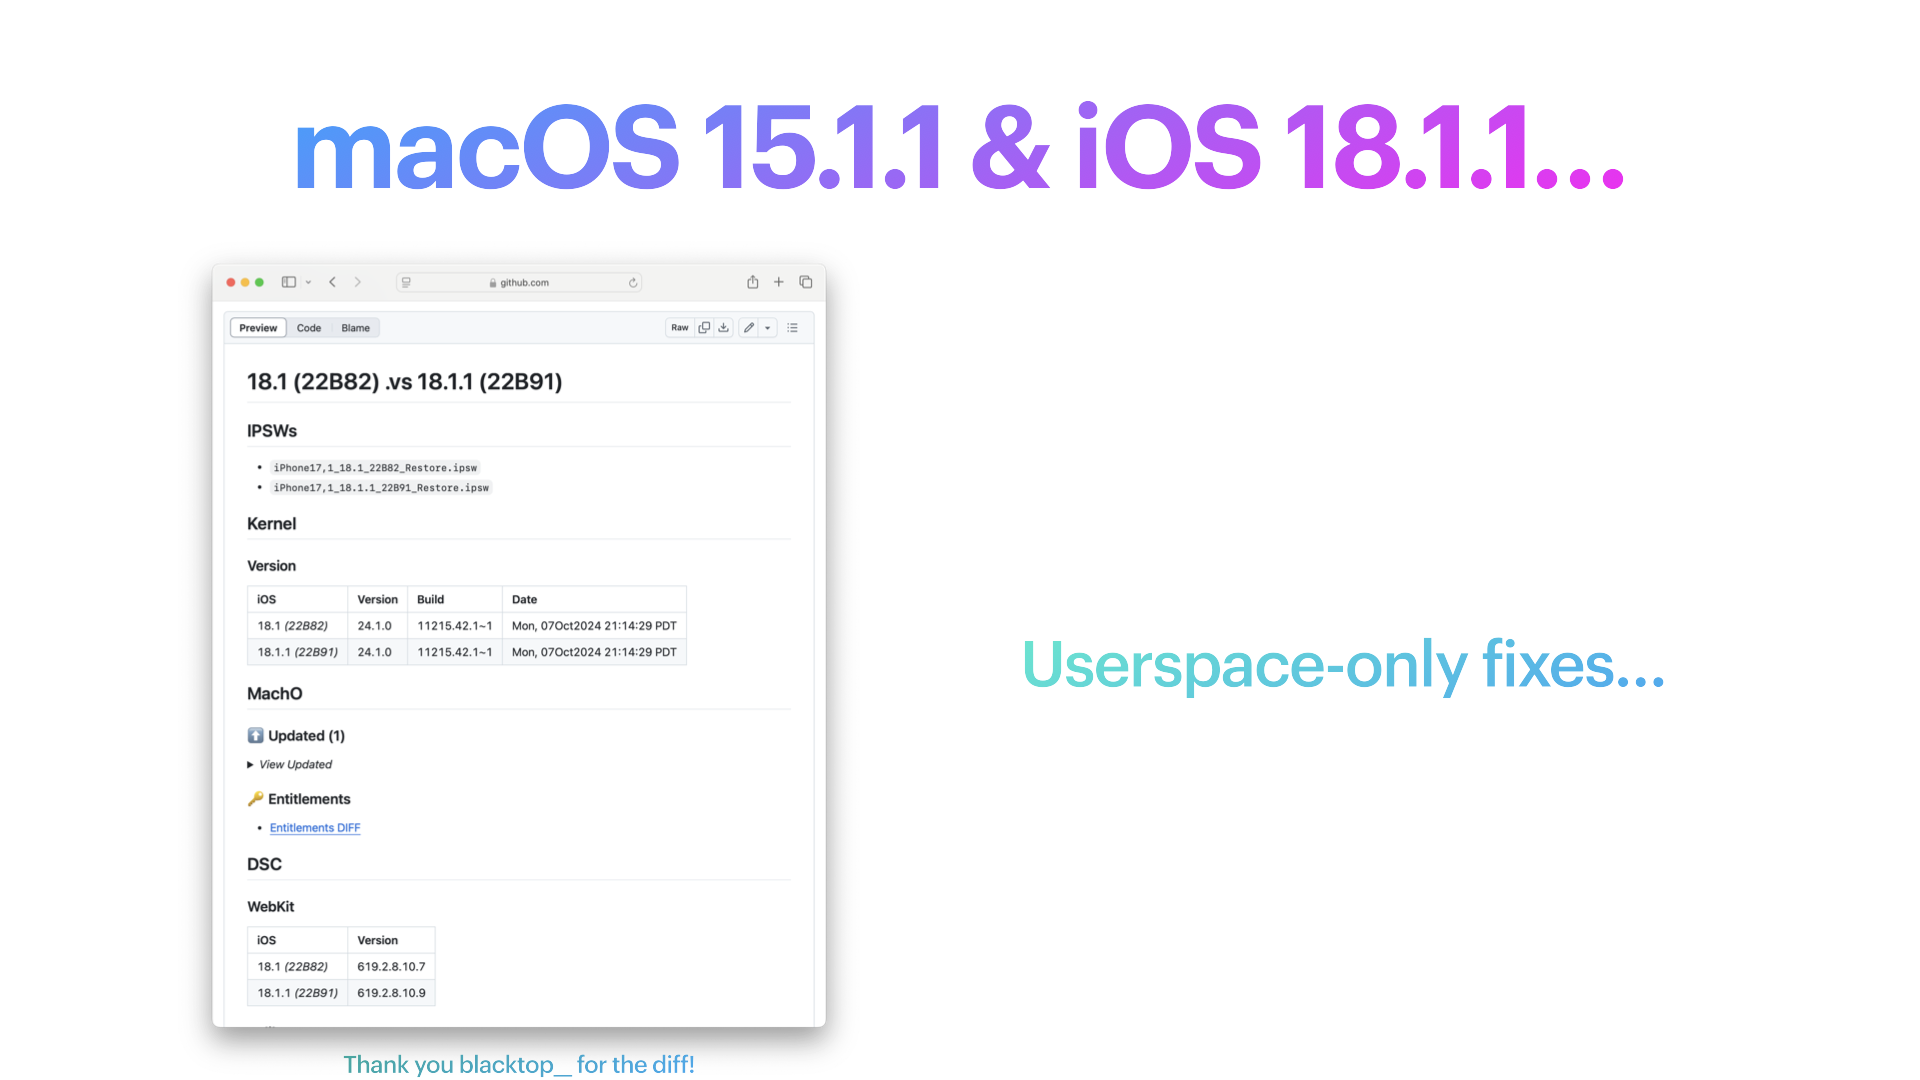 macOS 15.1.1 & iOS 18.1.1...
github.com
Preview Code Blame Raw
18.1 (22B82) .vs 18.1.1 (22B91)
IPSWs
• iPhone17,1_18.1_22B82_Restore.ipsw
• iPhone17,1_18.1.1_22B91_Restore.ipsw
Kernel
Version
iOS Version Build Date
18.1 (22B82) 24.1.0 11215.42.1~1 Mon, 07Oct2024 21:14:29 PDT
18.1.1 (22B91) 24.1.0 11215.42.1~1 Mon, 07Oct2024 21:14:29 PDT
MachO
⬆️ Updated (1)
▶ View Updated
🔑 Entitlements
• Entitlements DIFF
DSC
WebKit
iOS Version
18.1 (22B82) 619.2.8.10.7
18.1.1 (22B91) 619.2.8.10.9
Userspace-only fixes...
Thank you blacktop__ for the diff!